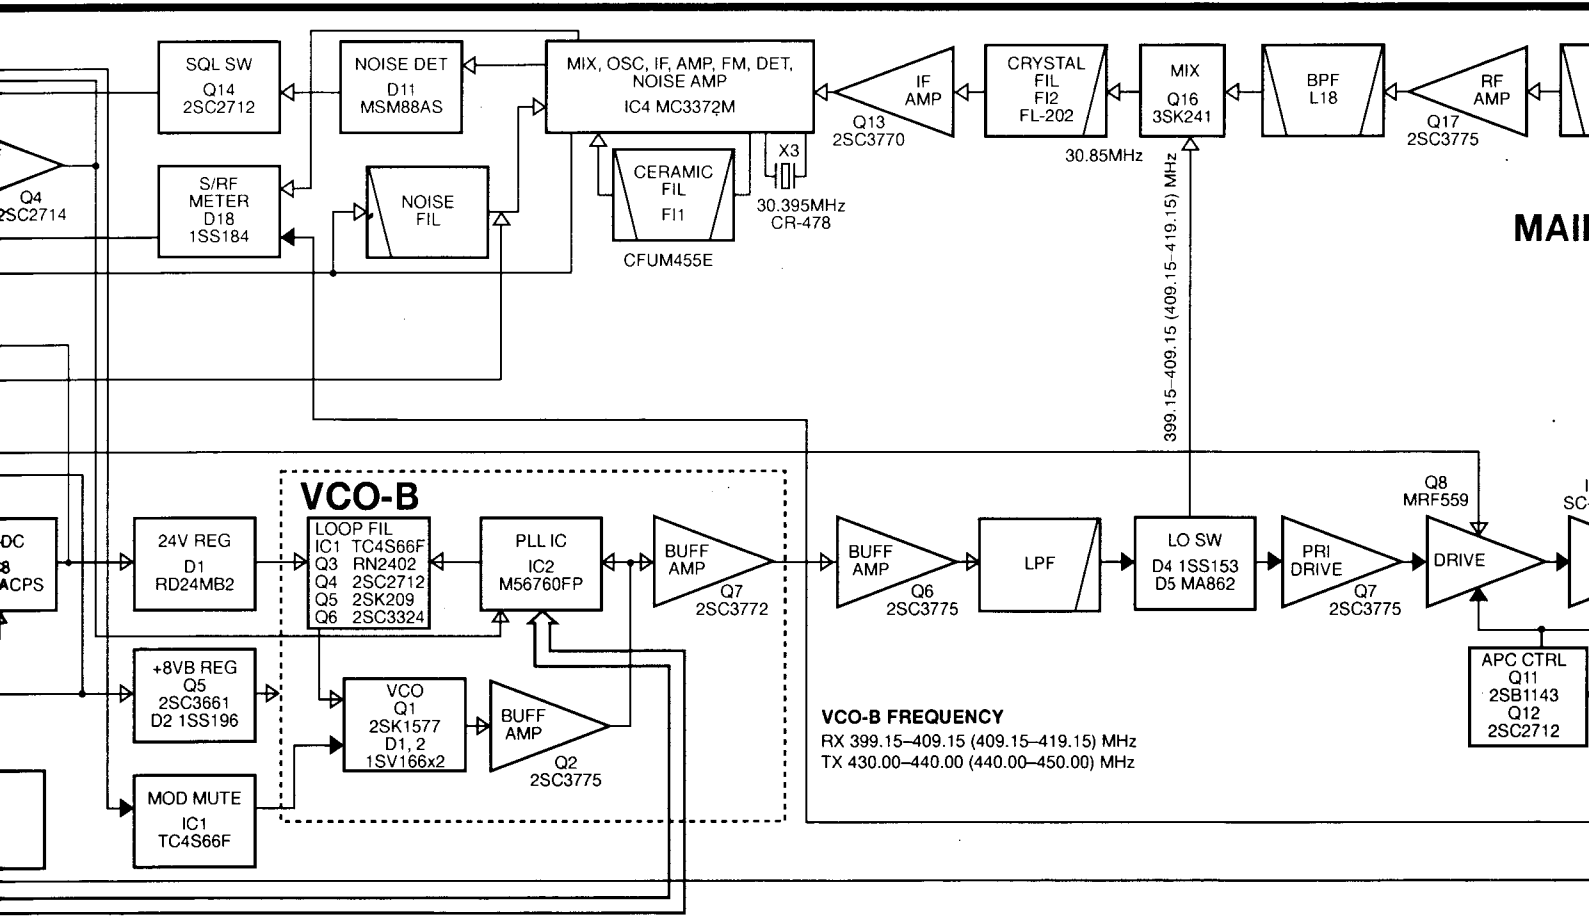 SQL SW
Q14
2SC2712
NOISE DET
D11
MSM88AS
MIX, OSC, IF, AMP, FM, DET,
NOISE AMP
IC4 MC3372M
IF
AMP
Q13
2SC3770
CRYSTAL
FIL
FI2
FL-202
30.85MHz
MIX
Q16
3SK241
BPF
L18
RF
AMP
Q17
2SC3775
Q4
2SC2714
S/RF
METER
D18
1SS184
NOISE
FIL
CERAMIC
FIL
FI1
CFUM455E
X3
30.395MHz
CR-478
399.15–409.15 (409.15–419.15) MHz
MAI
VCO-B
DC
8
ACPS
24V REG
D1
RD24MB2
LOOP FIL
IC1 TC4S66F
Q3 RN2402
Q4 2SC2712
Q5 2SK209
Q6 2SC3324
PLL IC
IC2
M56760FP
BUFF
AMP
Q7
2SC3772
BUFF
AMP
Q6
2SC3775
LPF
LO SW
D4 1SS153
D5 MA862
PRI
DRIVE
Q7
2SC3775
Q8
MRF559
DRIVE
I
SC-
+8VB REG
Q5
2SC3661
D2 1SS196
VCO
Q1
2SK1577
D1, 2
1SV166x2
BUFF
AMP
Q2
2SC3775
APC CTRL
Q11
2SB1143
Q12
2SC2712
VCO-B FREQUENCY
RX 399.15–409.15 (409.15–419.15) MHz
TX 430.00–440.00 (440.00–450.00) MHz
MOD MUTE
IC1
TC4S66F